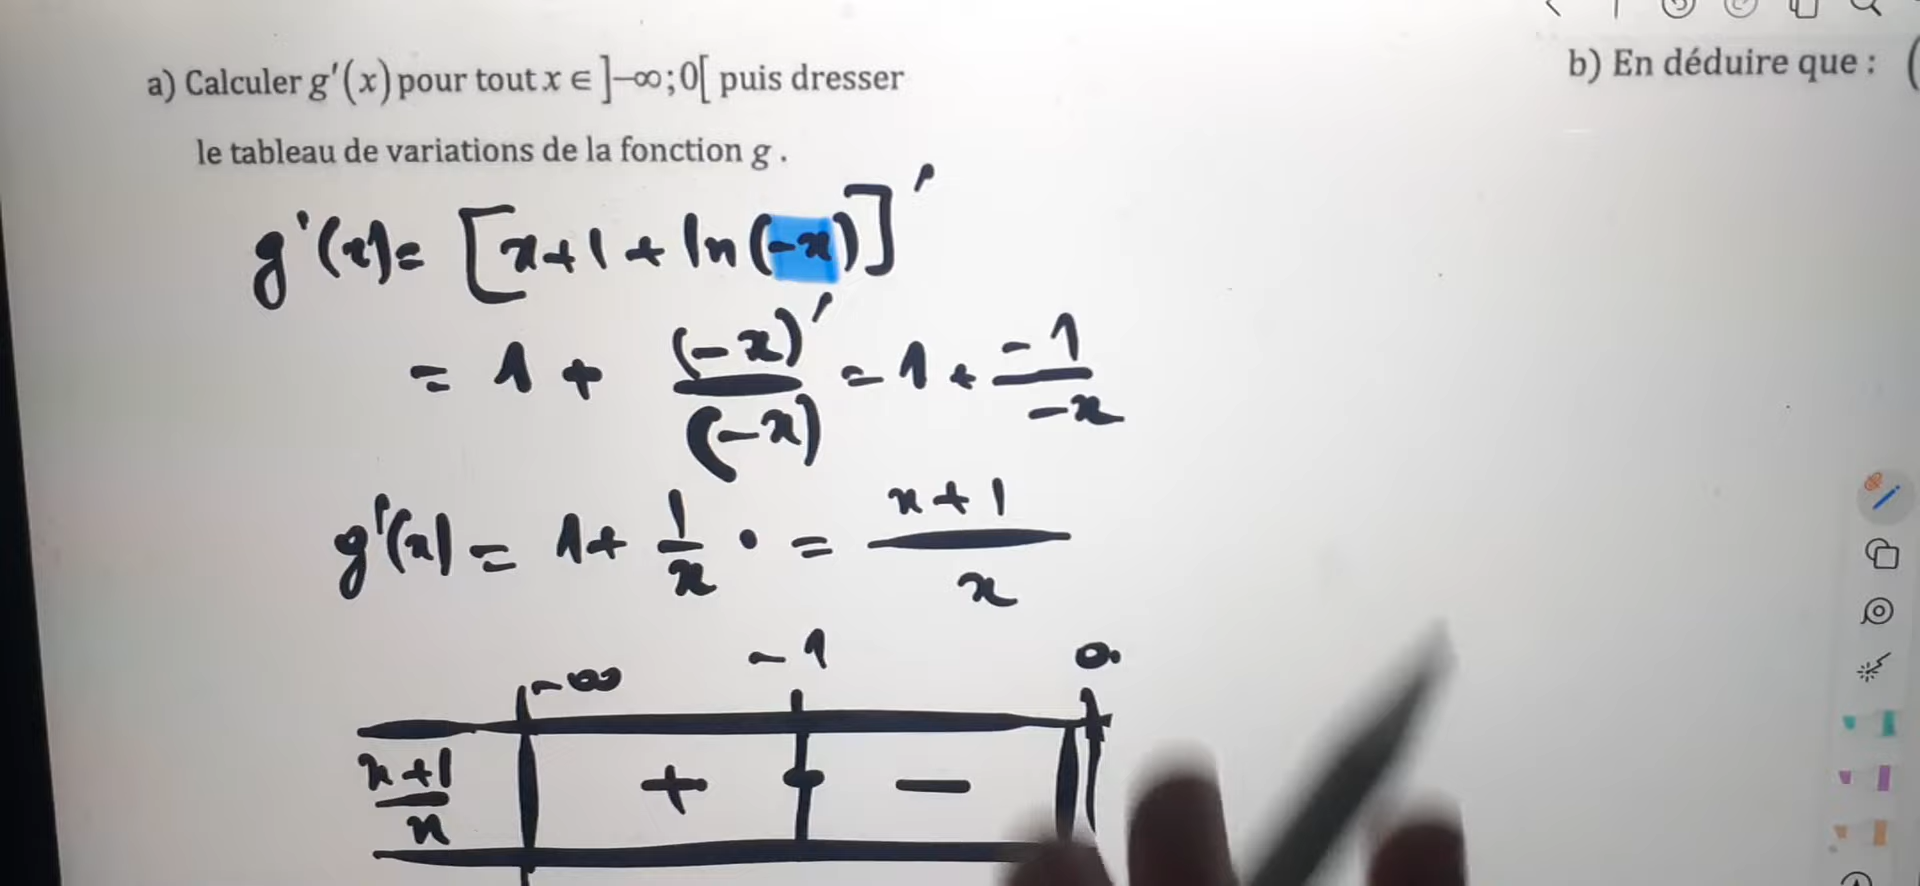 a) Calculer g'(x) pour tout x ∈ ]−∞;0[ puis dresser
le tableau de variations de la fonction g .
b) En déduire que : (
g'(x) = [x+1 + ln(-x)]'
= 1 + (-x)'/(-x) = 1 + -1/-x
g'(x) = 1 + 1/x . = x+1/x
-∞ -1 0
x+1/x + -